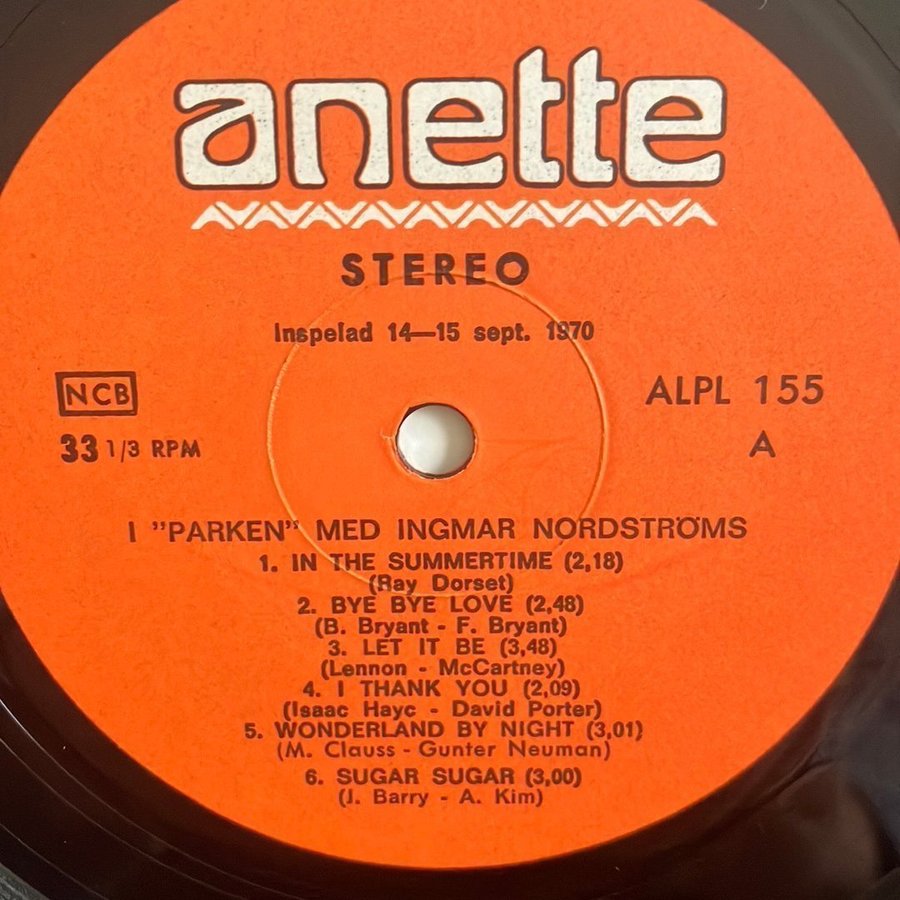 anette
STEREO
Inspelad 14—15 sept. 1970
NCB
ALPL 155
33 1/3 RPM
A
I "PARKEN" MED INGMAR NORDSTRÖMS
1. IN THE SUMMERTIME (2,18)
(Ray Dorset)
2. BYE BYE LOVE (2,48)
(B. Bryant - F. Bryant)
3. LET IT BE (3,48)
(Lennon - McCartney)
4. I THANK YOU (2,09)
(Isaac Hayc - David Porter)
5. WONDERLAND BY NIGHT (3,01)
(M. Clauss - Gunter Neuman)
6. SUGAR SUGAR (3,00)
(J. Barry - A. Kim)